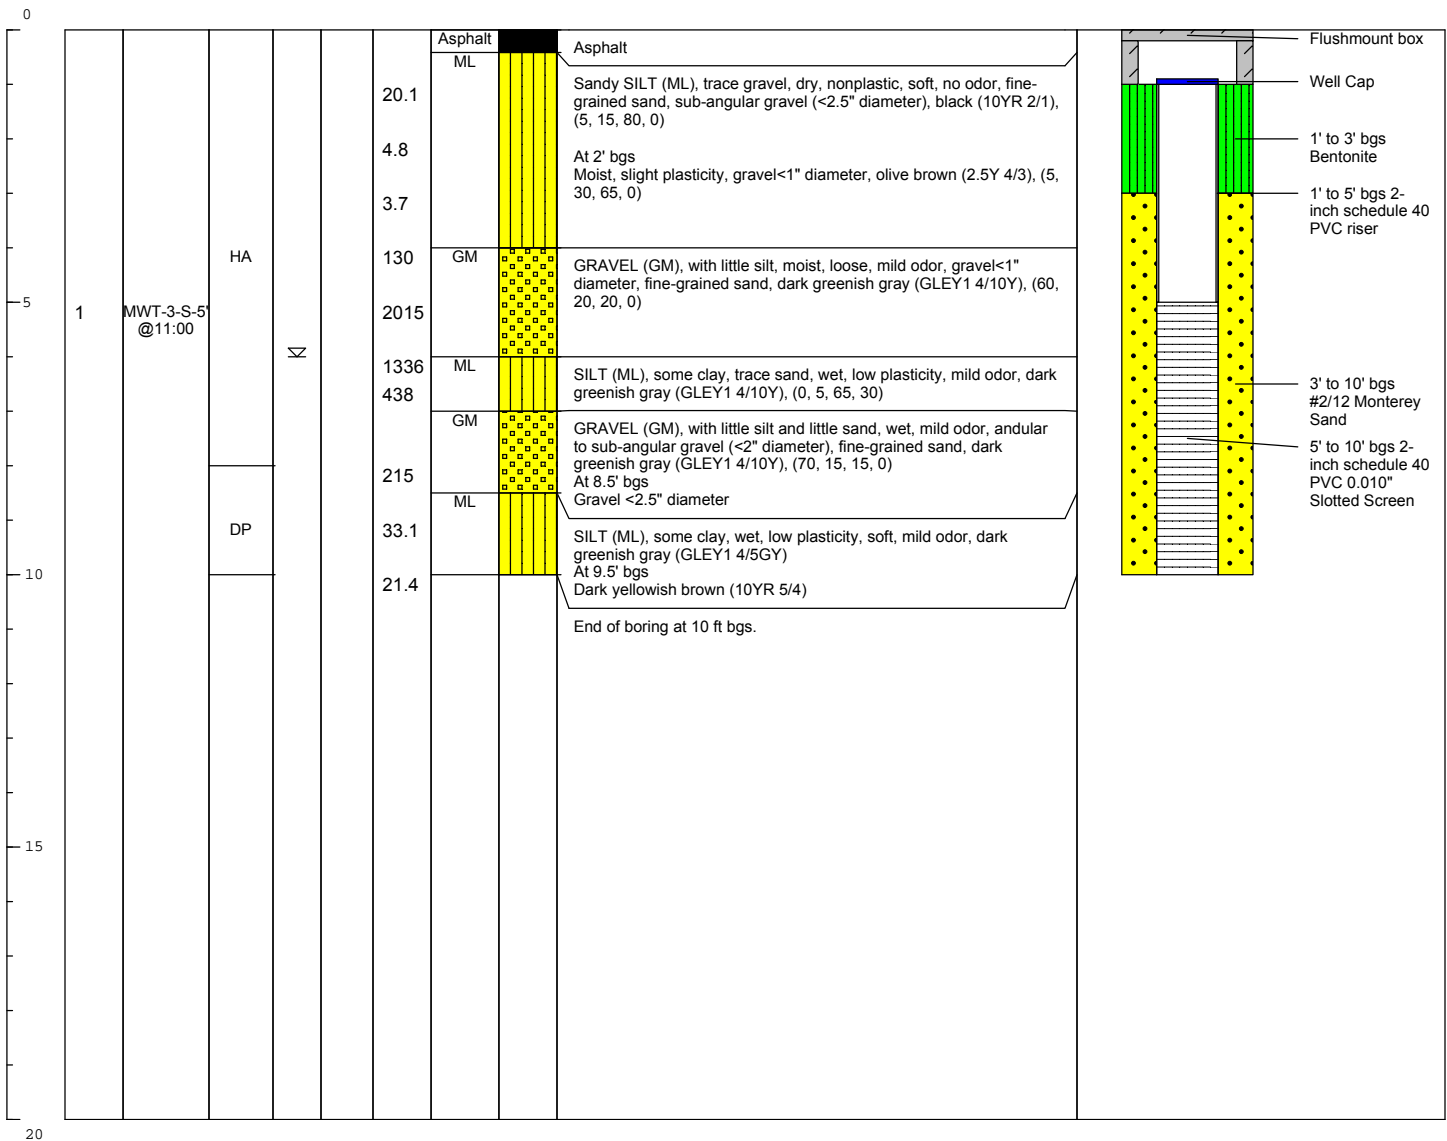 0
5
10
15
20
1
MWT-3-S-5'
@11:00
HA
DP
20.1
4.8
3.7
130
2015
1336
438
215
33.1
21.4
Asphalt
ML
GM
ML
GM
ML
Asphalt
Sandy SILT (ML), trace gravel, dry, nonplastic, soft, no odor, fine-
grained sand, sub-angular gravel (<2.5" diameter), black (10YR 2/1),
(5, 15, 80, 0)
At 2' bgs
Moist, slight plasticity, gravel<1" diameter, olive brown (2.5Y 4/3), (5,
30, 65, 0)
GRAVEL (GM), with little silt, moist, loose, mild odor, gravel<1"
diameter, fine-grained sand, dark greenish gray (GLEY1 4/10Y), (60,
20, 20, 0)
SILT (ML), some clay, trace sand, wet, low plasticity, mild odor, dark
greenish gray (GLEY1 4/10Y), (0, 5, 65, 30)
GRAVEL (GM), with little silt and little sand, wet, mild odor, andular
to sub-angular gravel (<2" diameter), fine-grained sand, dark
greenish gray (GLEY1 4/10Y), (70, 15, 15, 0)
At 8.5' bgs
Gravel <2.5" diameter
SILT (ML), some clay, wet, low plasticity, soft, mild odor, dark
greenish gray (GLEY1 4/5GY)
At 9.5' bgs
Dark yellowish brown (10YR 5/4)
End of boring at 10 ft bgs.
Flushmount box
Well Cap
1' to 3' bgs
Bentonite
1' to 5' bgs 2-
inch schedule 40
PVC riser
3' to 10' bgs
#2/12 Monterey
Sand
5' to 10' bgs 2-
inch schedule 40
PVC 0.010"
Slotted Screen